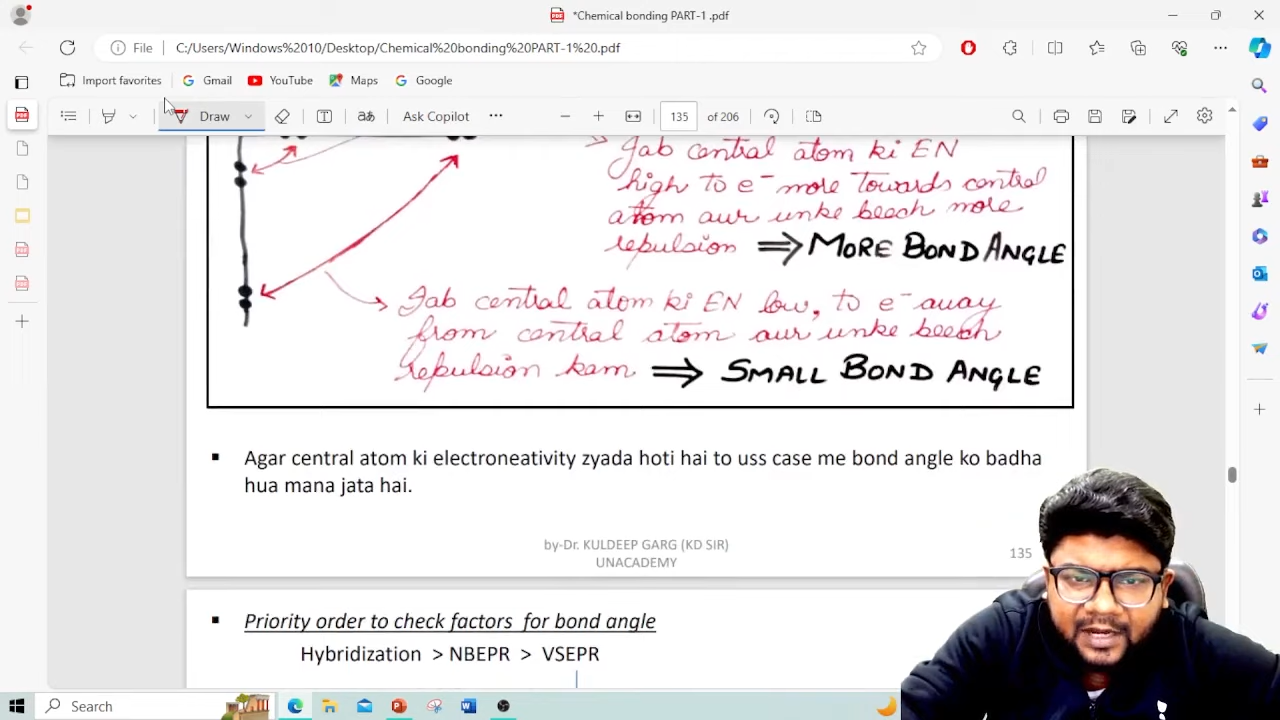 *Chemical bonding PART-1 .pdf
File
C:/Users/Windows%2010/Desktop/Chemical%20bonding%20PART-1%20.pdf
Import favorites
Gmail
YouTube
Maps
Google
Draw
Ask Copilot
135
of 206
Jab central atom ki EN
high to e⁻ more towards central
atom aur unke beech more
repulsion ⇒ MORE BOND ANGLE
Jab central atom ki EN low, to e⁻ away
from central atom aur unke beech
repulsion kam ⇒ SMALL BOND ANGLE
▪ Agar central atom ki electroneativity zyada hoti hai to uss case me bond angle ko badha
hua mana jata hai.
by-Dr. KULDEEP GARG (KD SIR)
UNACADEMY
135
▪ Priority order to check factors for bond angle
Hybridization > NBEPR > VSEPR
Search